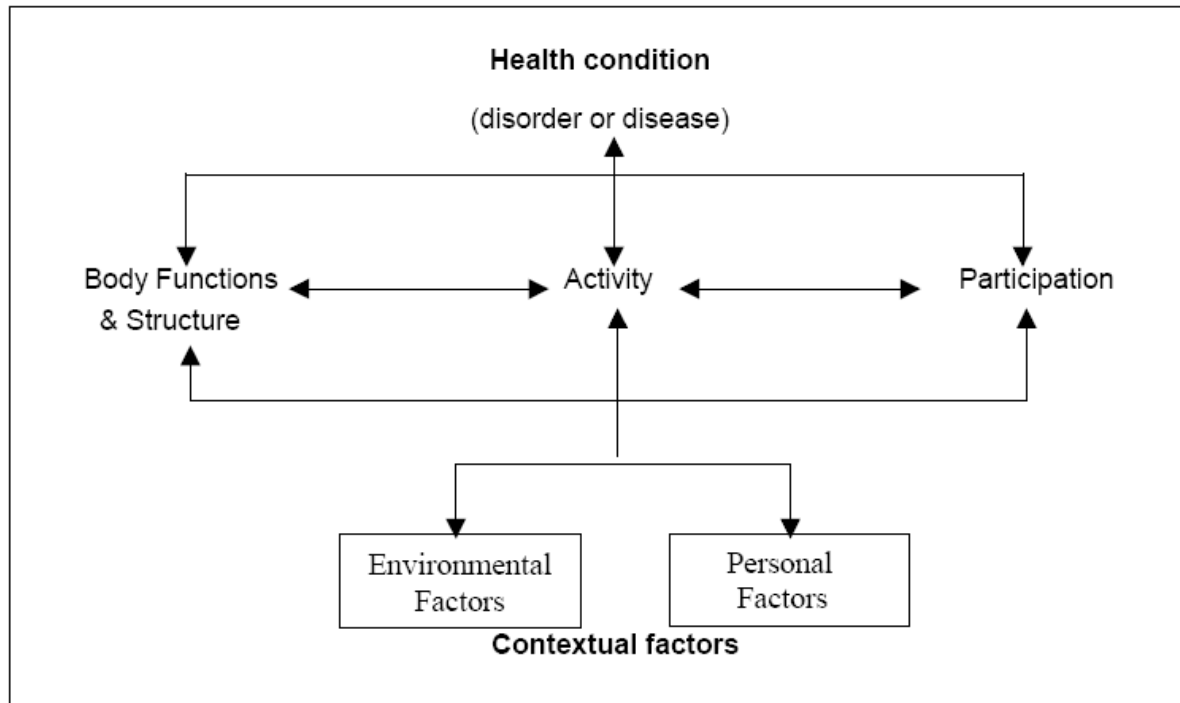 Health condition
(disorder or disease)
Body Functions
& Structure
Activity
Participation
Environmental
Factors
Personal
Factors
Contextual factors